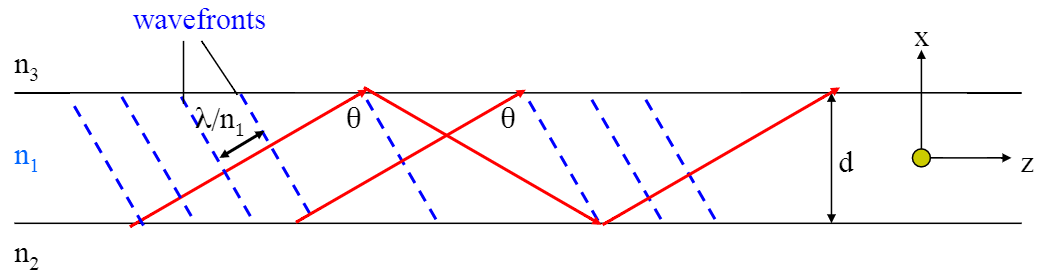 wavefronts
x
n3
λ/n1
θ
θ
n1
d
z
n2